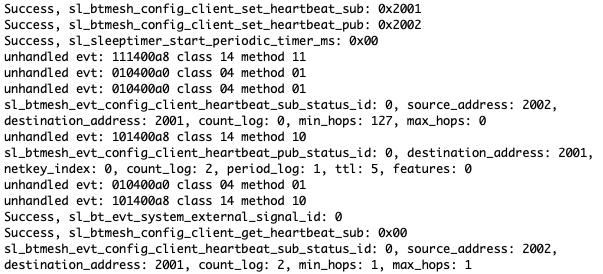 Success, sl_btmesh_config_client_set_heartbeat_sub: 0x2001
Success, sl_btmesh_config_client_set_heartbeat_pub: 0x2002
Success, sl_sleeptimer_start_periodic_timer_ms: 0x00
unhandled evt: 111400a8 class 14 method 11
unhandled evt: 010400a0 class 04 method 01
unhandled evt: 010400a0 class 04 method 01
sl_btmesh_evt_config_client_heartbeat_sub_status_id: 0, source_address: 2002,
destination_address: 2001, count_log: 0, min_hops: 127, max_hops: 0
unhandled evt: 101400a8 class 14 method 10
sl_btmesh_evt_config_client_heartbeat_pub_status_id: 0, destination_address: 2001,
netkey_index: 0, count_log: 2, period_log: 1, ttl: 5, features: 0
unhandled evt: 010400a0 class 04 method 01
unhandled evt: 101400a8 class 14 method 10
Success, sl_bt_evt_system_external_signal_id: 0
Success, sl_btmesh_config_client_get_heartbeat_sub: 0x00
sl_btmesh_evt_config_client_heartbeat_sub_status_id: 0, source_address: 2002,
destination_address: 2001, count_log: 2, min_hops: 1, max_hops: 1